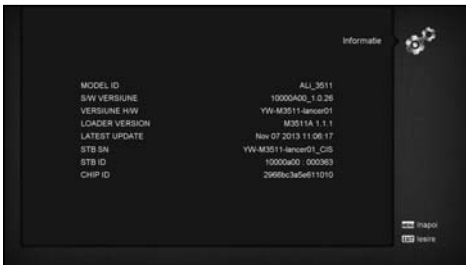 Informatie
MODEL ID ALi_3511
S/W VERSIUNE 10000A00_1.0.26
VERSIUNE H/W YW-M3511-lancer01
LOADER VERSION M3511A 1.1.1
LATEST UPDATE Nov 07 2013 11:06:17
STB SN YW-M3511-lancer01_CIS
STB ID 10000a00 : 000363
CHIP ID 2966bc3a5e611010
MENU Inapoi
EXIT Iesire